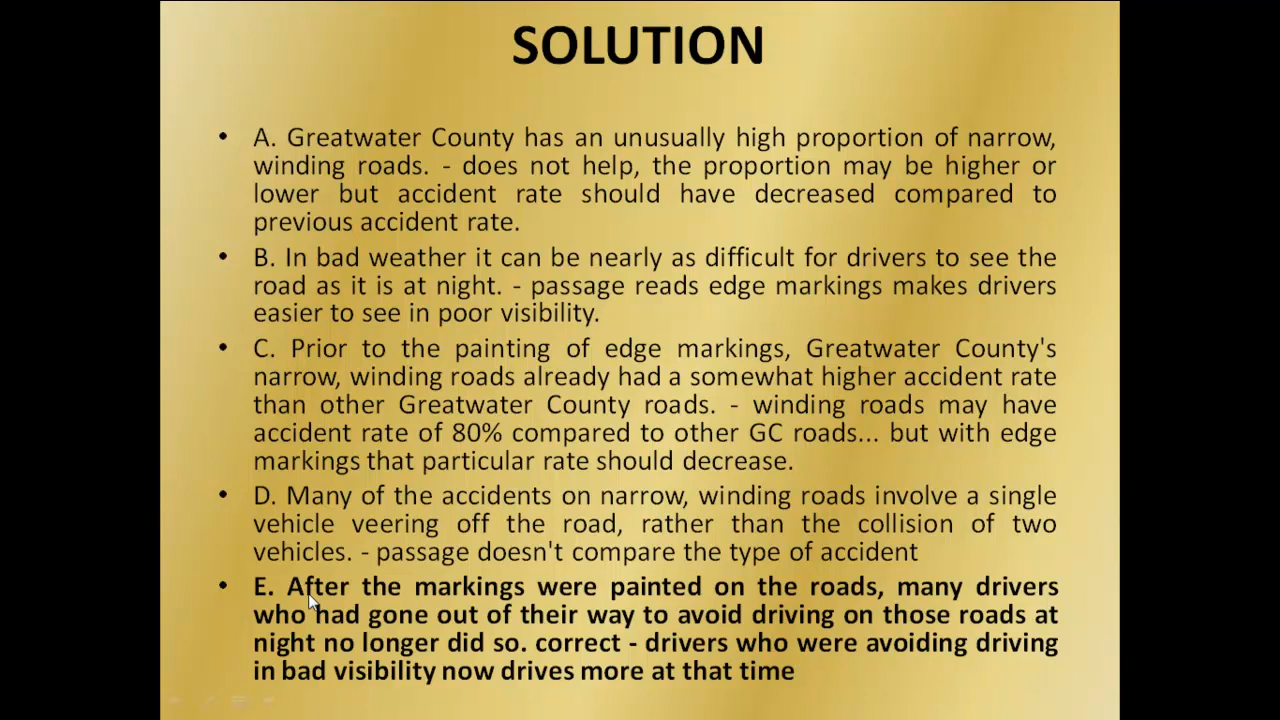 SOLUTION
• A. Greatwater County has an unusually high proportion of narrow,
winding roads. - does not help, the proportion may be higher or
lower but accident rate should have decreased compared to
previous accident rate.
• B. In bad weather it can be nearly as difficult for drivers to see the
road as it is at night. - passage reads edge markings makes drivers
easier to see in poor visibility.
• C. Prior to the painting of edge markings, Greatwater County's
narrow, winding roads already had a somewhat higher accident rate
than other Greatwater County roads. - winding roads may have
accident rate of 80% compared to other GC roads... but with edge
markings that particular rate should decrease.
• D. Many of the accidents on narrow, winding roads involve a single
vehicle veering off the road, rather than the collision of two
vehicles. - passage doesn't compare the type of accident
• E. After the markings were painted on the roads, many drivers
who had gone out of their way to avoid driving on those roads at
night no longer did so. correct - drivers who were avoiding driving
in bad visibility now drives more at that time